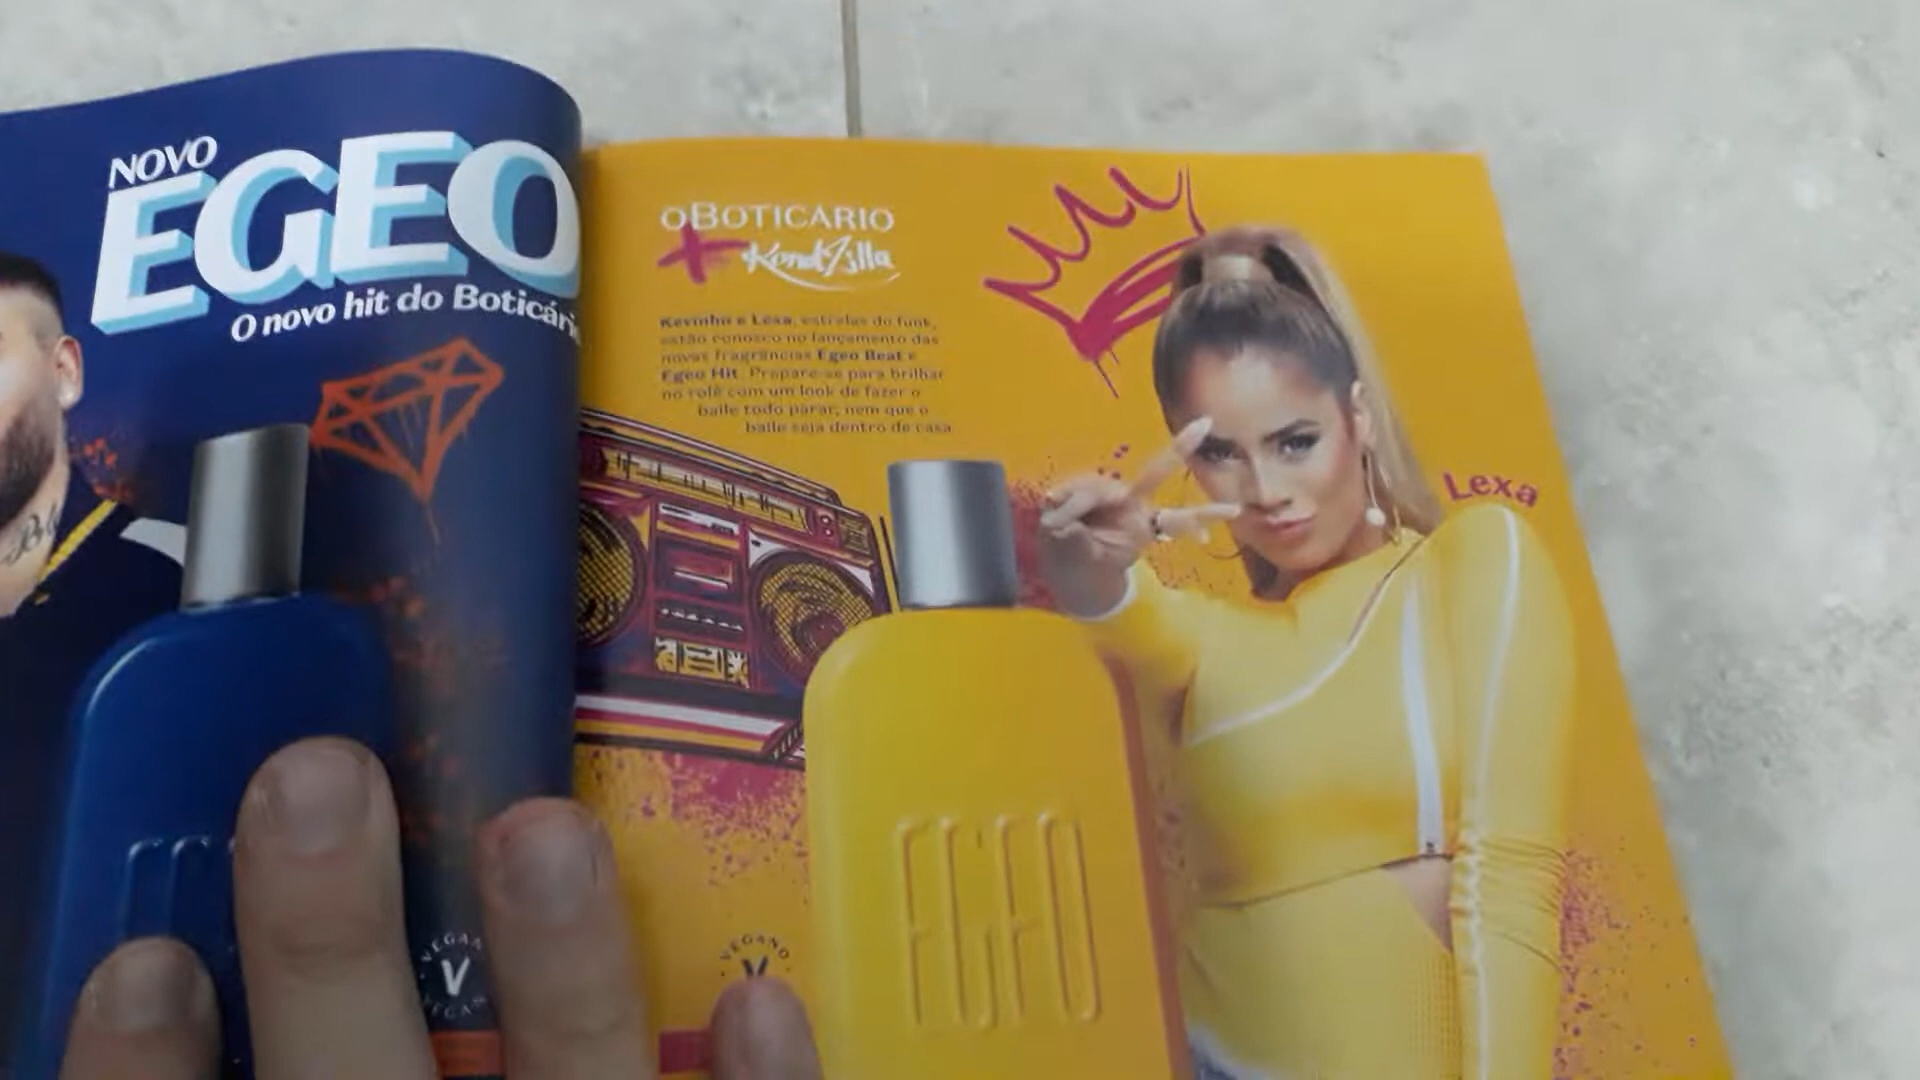 NOVO
EGEO
O novo hit do Boticári
Bl
VEGAN
V
OBOTICÁRIO
+ KondZilla
Kevinho e Lexa, estrelas do funk,
estão conosco no lançamento das
novas fragrâncias Egeo Beat e
Egeo Hit. Prepare-se para brilhar
no rolê com um look de fazer o
baile todo parar, nem que o
baile seja dentro de casa
Lexa
EGEO
VEGANO
V